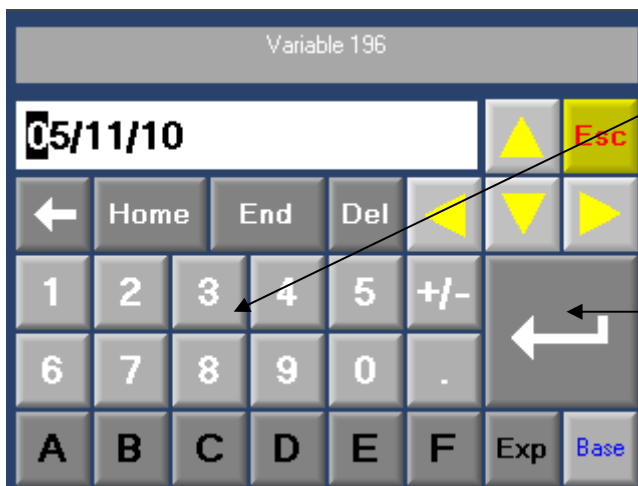 Variable 196
05/11/10
Esc
Home End Del
1 2 3 4 5 +/-
6 7 8 9 0 .
A B C D E F Exp Base